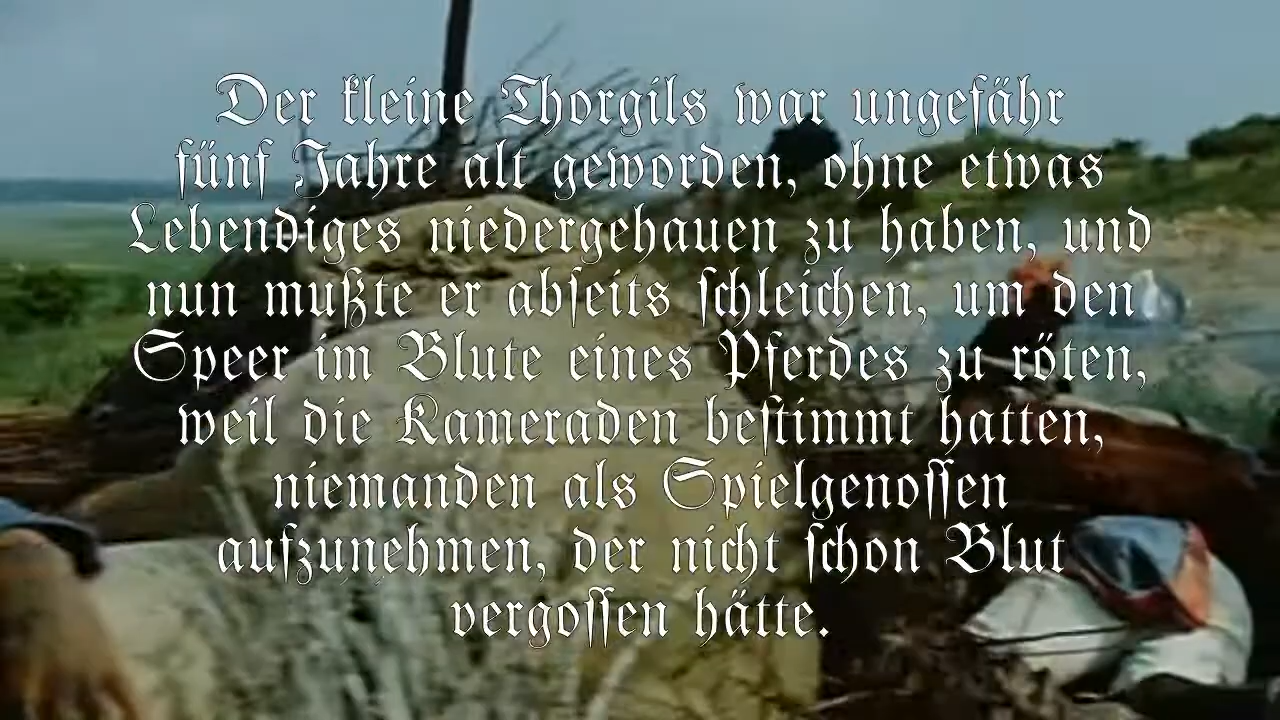 Der kleine Thorgils war ungefähr
fünf Jahre alt geworden, ohne etwas
Lebendiges niedergehauen zu haben, und
nun mußte er abseits schleichen, um den
Speer im Blute eines Pferdes zu röten,
weil die Kameraden bestimmt hatten,
niemanden als Spielgenossen
aufzunehmen, der nicht schon Blut
vergossen hätte.